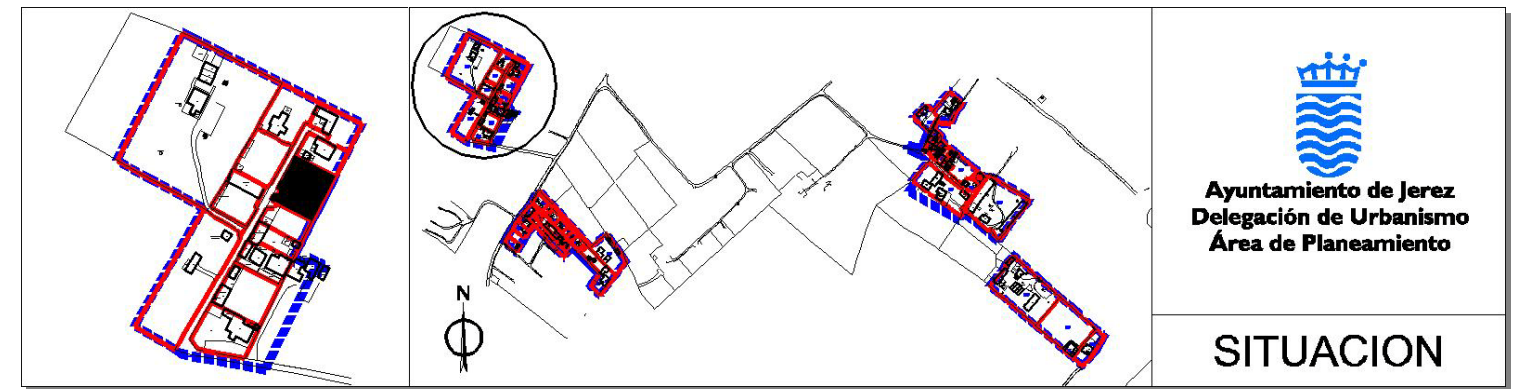 N
Ayuntamiento de Jerez
Delegación de Urbanismo
Área de Planeamiento
SITUACION